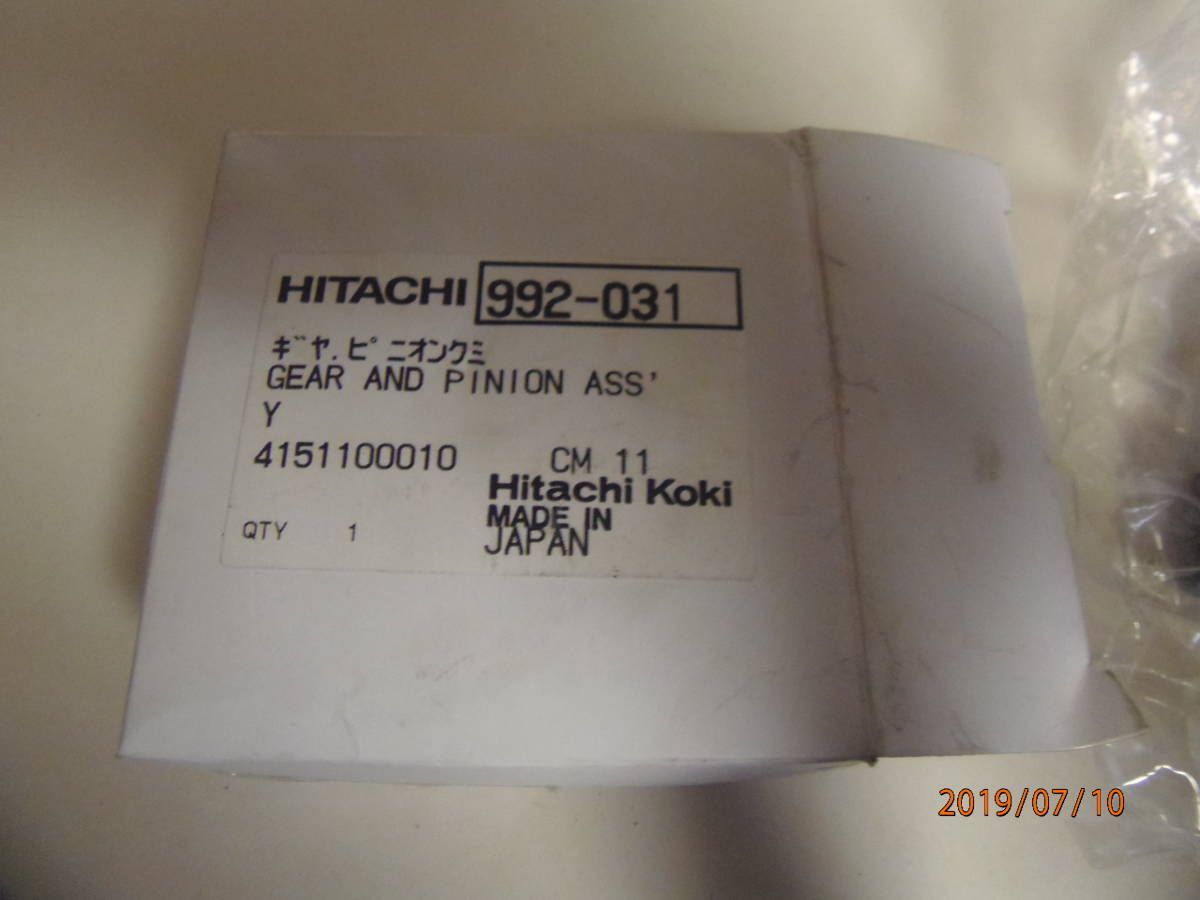 HITACHI 992-031
ギヤ.ピニオンクミ
GEAR AND PINION ASS'
Y
4151100010 CM 11
Hitachi Koki
MADE IN
QTY 1 JAPAN
2019/07/10